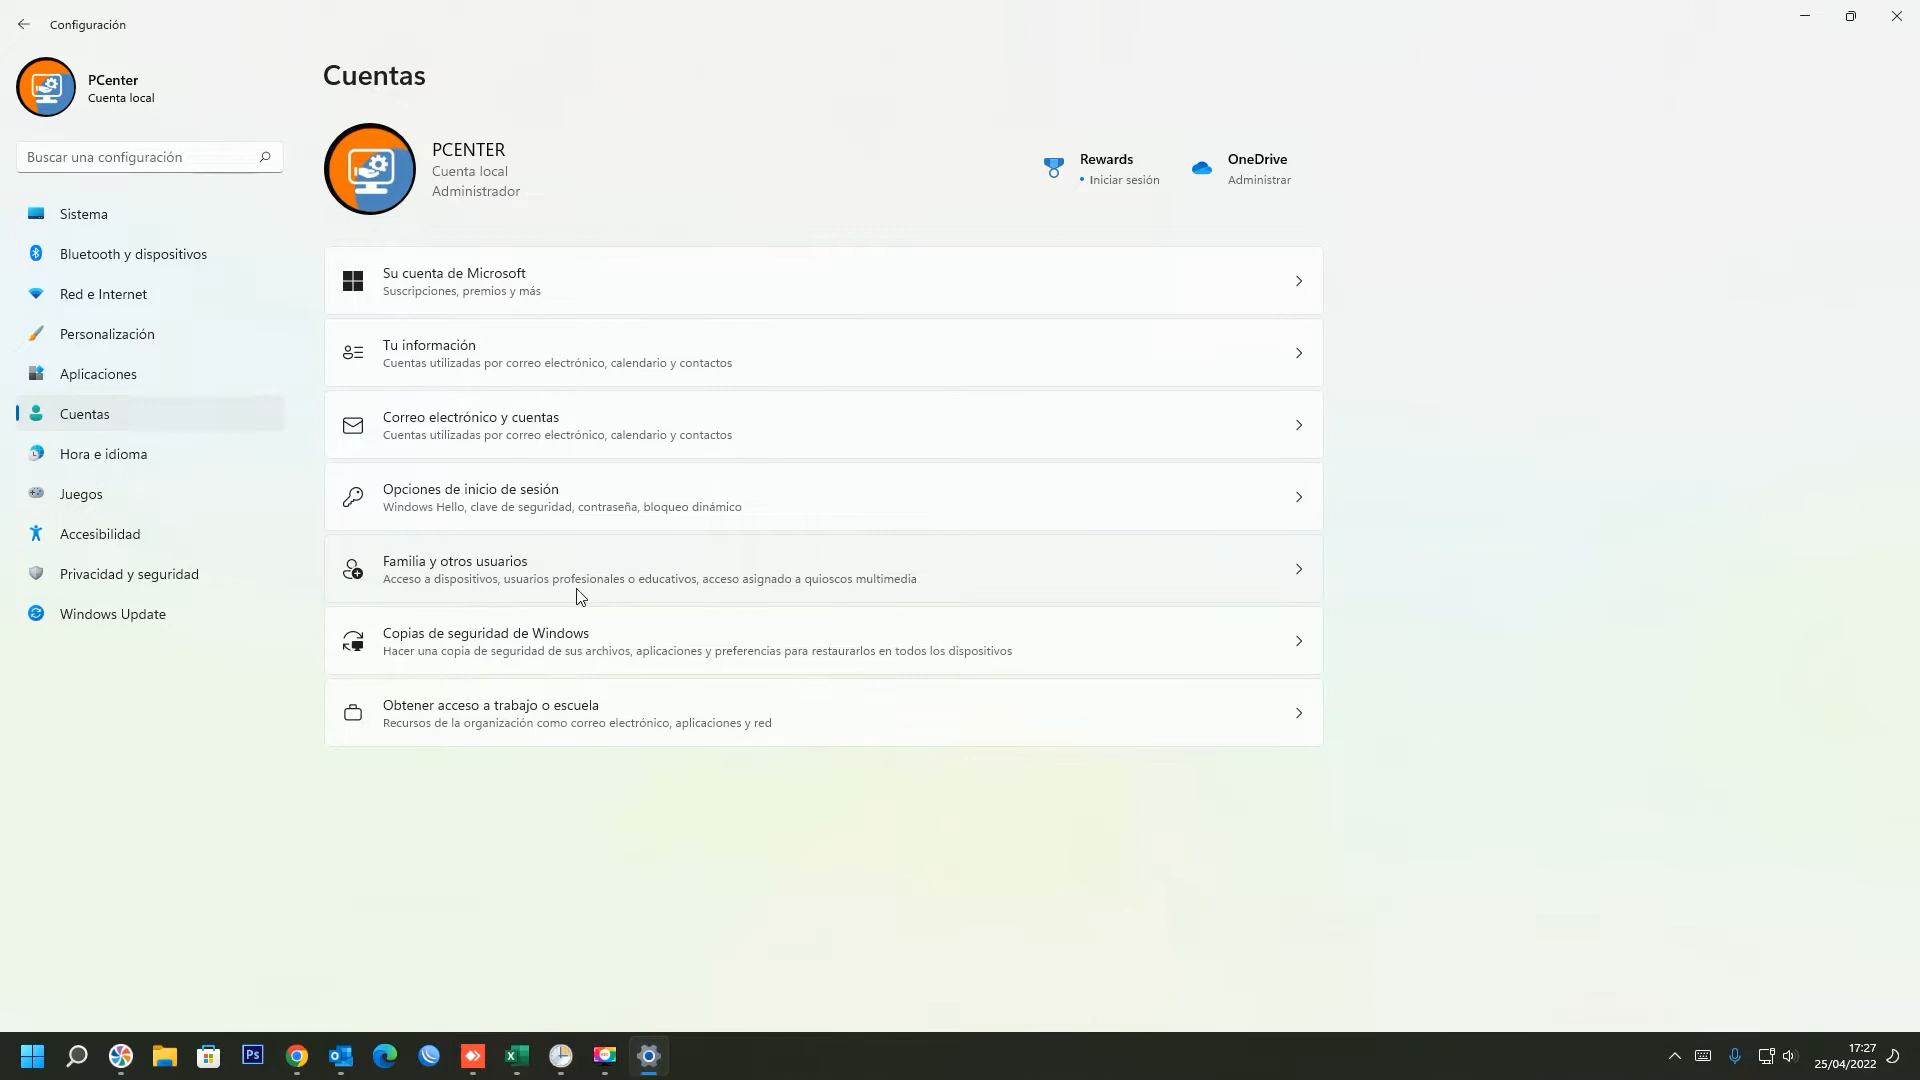 Configuración
PCenter
Cuenta local
Buscar una configuración
Sistema
Bluetooth y dispositivos
Red e Internet
Personalización
Aplicaciones
Cuentas
Hora e idioma
Juegos
Accesibilidad
Privacidad y seguridad
Windows Update
Cuentas
PCENTER
Cuenta local
Administrador
Rewards
• Iniciar sesión
OneDrive
Administrar
Su cuenta de Microsoft
Suscripciones, premios y más
Tu información
Cuentas utilizadas por correo electrónico, calendario y contactos
Correo electrónico y cuentas
Cuentas utilizadas por correo electrónico, calendario y contactos
Opciones de inicio de sesión
Windows Hello, clave de seguridad, contraseña, bloqueo dinámico
Familia y otros usuarios
Acceso a dispositivos, usuarios profesionales o educativos, acceso asignado a quioscos multimedia
Copias de seguridad de Windows
Hacer una copia de seguridad de sus archivos, aplicaciones y preferencias para restaurarlos en todos los dispositivos
Obtener acceso a trabajo o escuela
Recursos de la organización como correo electrónico, aplicaciones y red
Ps
17:27
25/04/2022